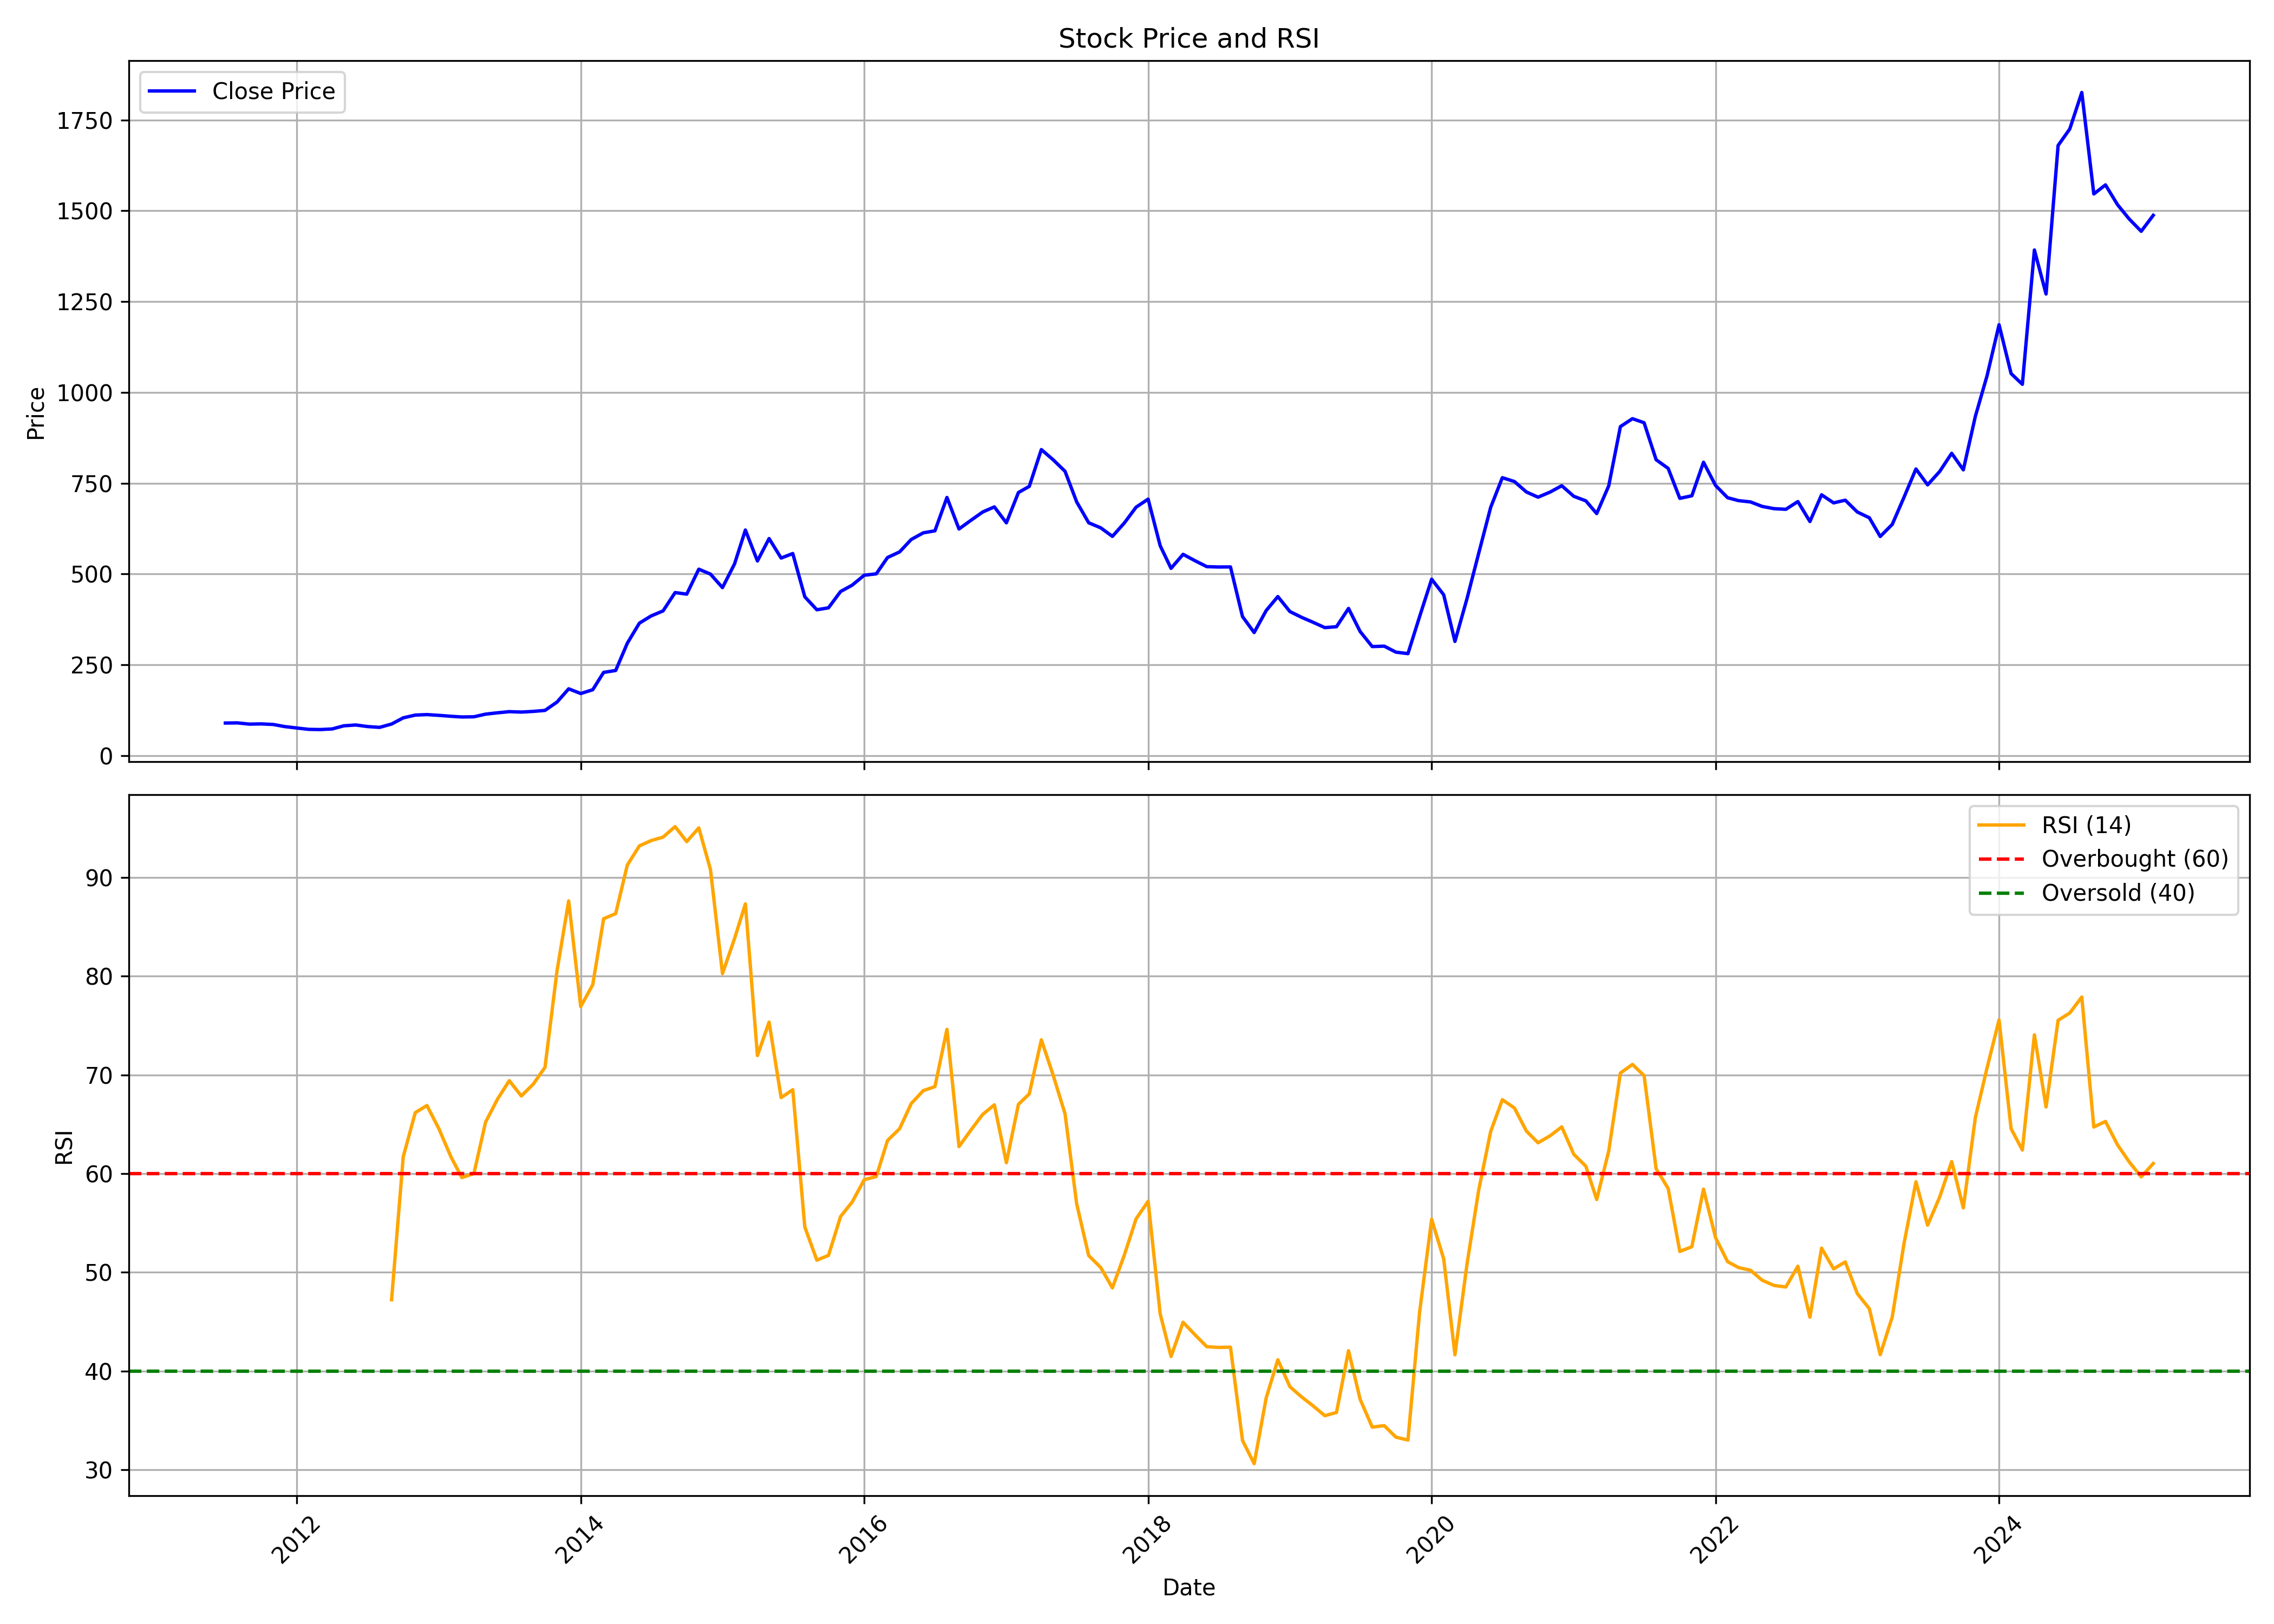 Stock Price and RSI
Close Price
Price
1750
1500
1250
1000
750
500
250
0
RSI (14)
Overbought (60)
Oversold (40)
RSI
90
80
70
60
50
40
30
2012
2014
2016
2018
2020
2022
2024
Date